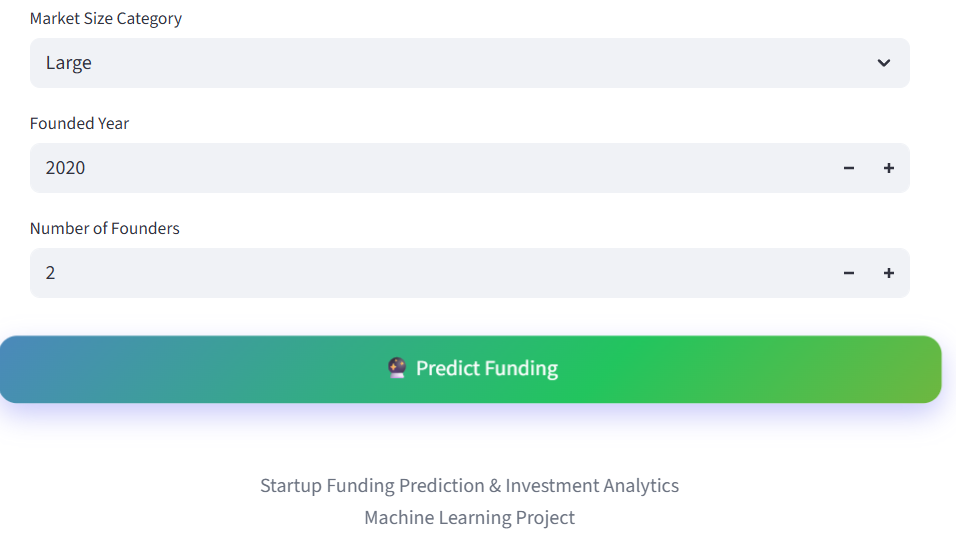 Market Size Category
Large
Founded Year
2020
Number of Founders
2
🔮 Predict Funding
Startup Funding Prediction & Investment Analytics
Machine Learning Project